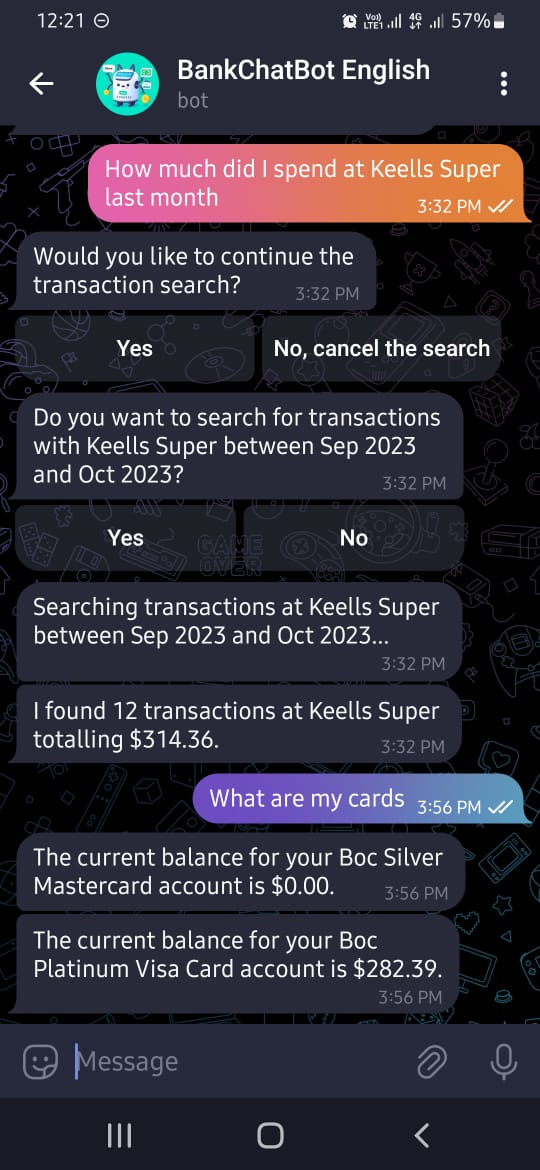 12:21
Vo)) LTE1 4G 57%
BankChatBot English
bot
How much did I spend at Keells Super
last month
3:32 PM
Would you like to continue the
transaction search?
3:32 PM
Yes
No, cancel the search
Do you want to search for transactions
with Keells Super between Sep 2023
and Oct 2023?
3:32 PM
Yes
No
GAME
OVER
Searching transactions at Keells Super
between Sep 2023 and Oct 2023...
3:32 PM
I found 12 transactions at Keells Super
totalling $314.36.
3:32 PM
What are my cards
3:56 PM
The current balance for your Boc Silver
Mastercard account is $0.00.
3:56 PM
The current balance for your Boc
Platinum Visa Card account is $282.39.
3:56 PM
Message